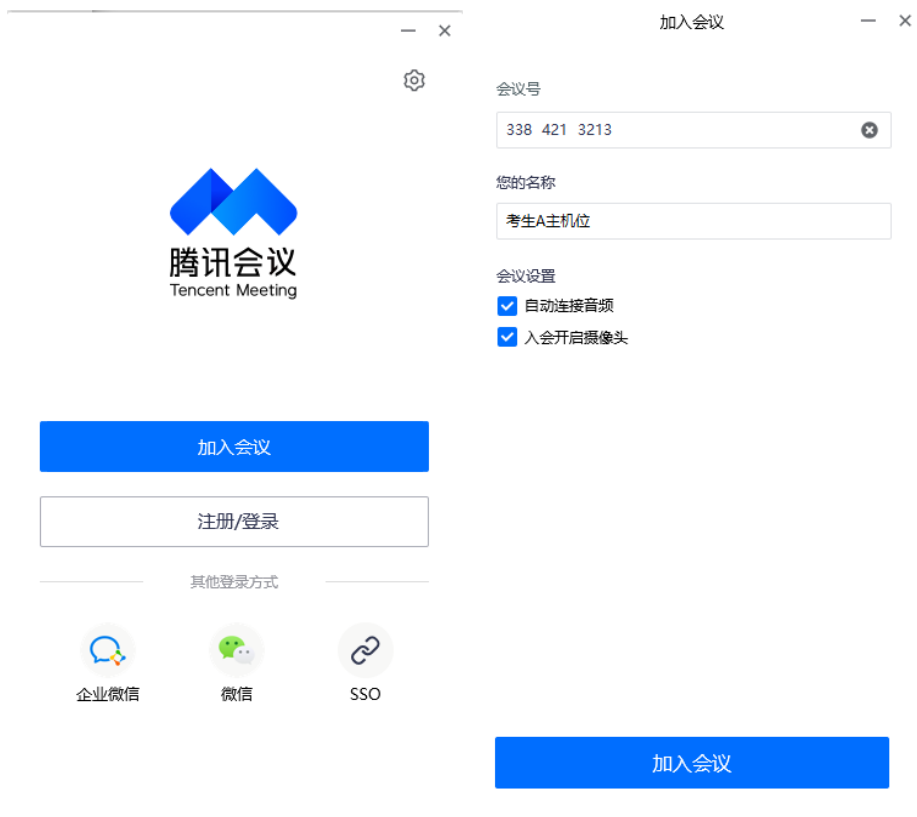 腾讯会议
Tencent Meeting
加入会议
注册/登录
其他登录方式
企业微信
微信
SSO
加入会议
会议号
338 421 3213
您的名称
考生A主机位
会议设置
自动连接音频
入会开启摄像头
加入会议